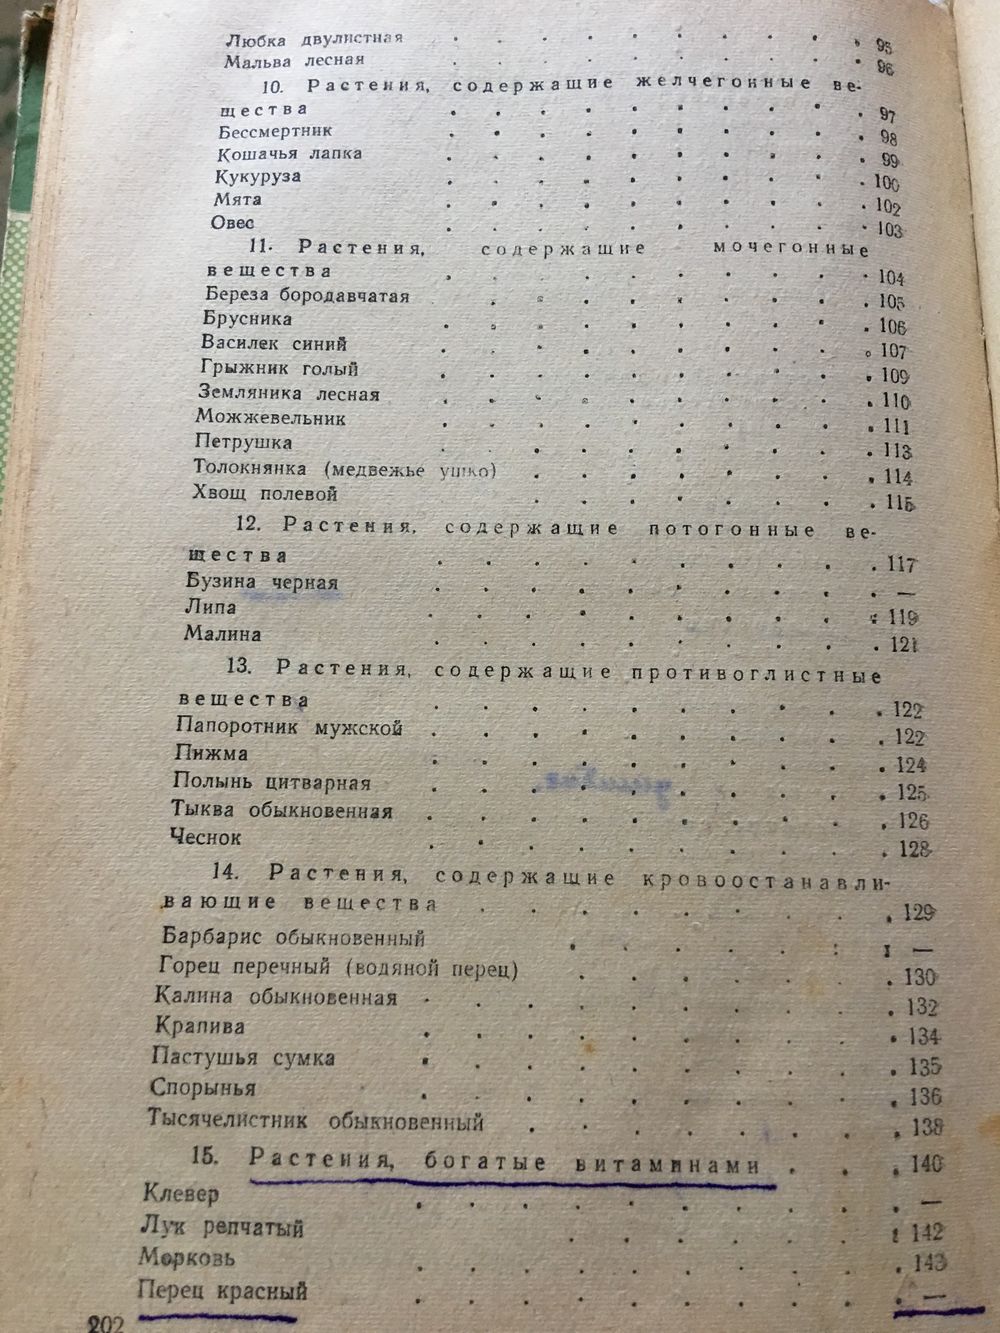 Любка двулистная . . . . . . . . . . 95
Мальва лесная . . . . . . . . . . 96
10. Растения, содержащие желчегонные ве-
щества . . . . . . . . . . 97
Бессмертник . . . . . . . . . . 98
Кошачья лапка . . . . . . . . . . 99
Кукуруза . . . . . . . . . . 100
Мята . . . . . . . . . . 102
Овес . . . . . . . . . . 103
11. Растения, содержащие мочегонные
вещества . . . . . . . . . . 104
Береза бородавчатая . . . . . . . . . 105
Брусника . . . . . . . . . . 106
Василек синий . . . . . . . . . . 107
Грыжник голый . . . . . . . . . . 109
Земляника лесная . . . . . . . . . . 110
Можжевельник . . . . . . . . . . 111
Петрушка . . . . . . . . . . 113
Толокнянка (медвежье ушко) . . . . . . . . 114
Хвощ полевой . . . . . . . . 115
12. Растения, содержащие потогонные ве-
щества . . . . . . . . . . 117
Бузина черная . . . . . . . . . . —
Липа . . . . . . . . . . 119
Малина . . . . . . . . . . 121
13. Растения, содержащие противоглистные
вещества . . . . . . . . . . 122
Папоротник мужской . . . . . . . . . . 122
Пижма . . . . . . . . . . 124
Полынь цитварная . . . . . . . . . . 125
Тыква обыкновенная . . . . . . . . . . 126
Чеснок . . . . . . . . . . 128
14. Растения, содержащие кровоостанавли-
вающие вещества . . . . . . . . . 129
Барбарис обыкновенный . . . . . . . —
Горец перечный (водяной перец) . . . . . . . 130
Калина обыкновенная . . . . . . . . . . 132
Крапива . . . . . . . . . . 134
Пастушья сумка . . . . . . . . . . 135
Спорынья . . . . . . . . . . 136
Тысячелистник обыкновенный . . . . . . . . 138
15. Растения, богатые витаминами . . . 140
Клевер . . . . . . . . . . —
Лук репчатый . . . . . . . 142
Морковь . . . . . . . . . . 143
Перец красный . . . . . . . . . . —
202